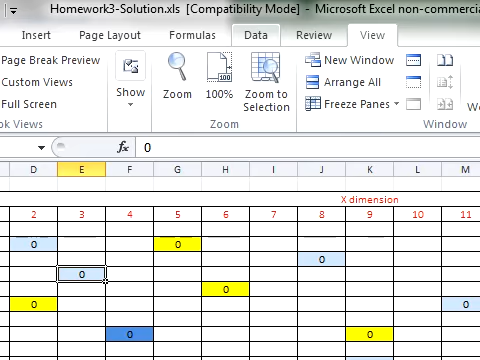 Homework3-Solution.xls [Compatibility Mode] - Microsoft Excel non-commercia
Insert Page Layout Formulas Data Review View
Page Break Preview
Custom Views
Full Screen
ok Views
Show
Zoom
100%
Zoom to
Selection
Zoom
New Window
Arrange All
Freeze Panes
Window
fx 0
D E F G H I J K L M
X dimension
2 3 4 5 6 7 8 9 10 11
0 0
0
0
0
0 0
0 0